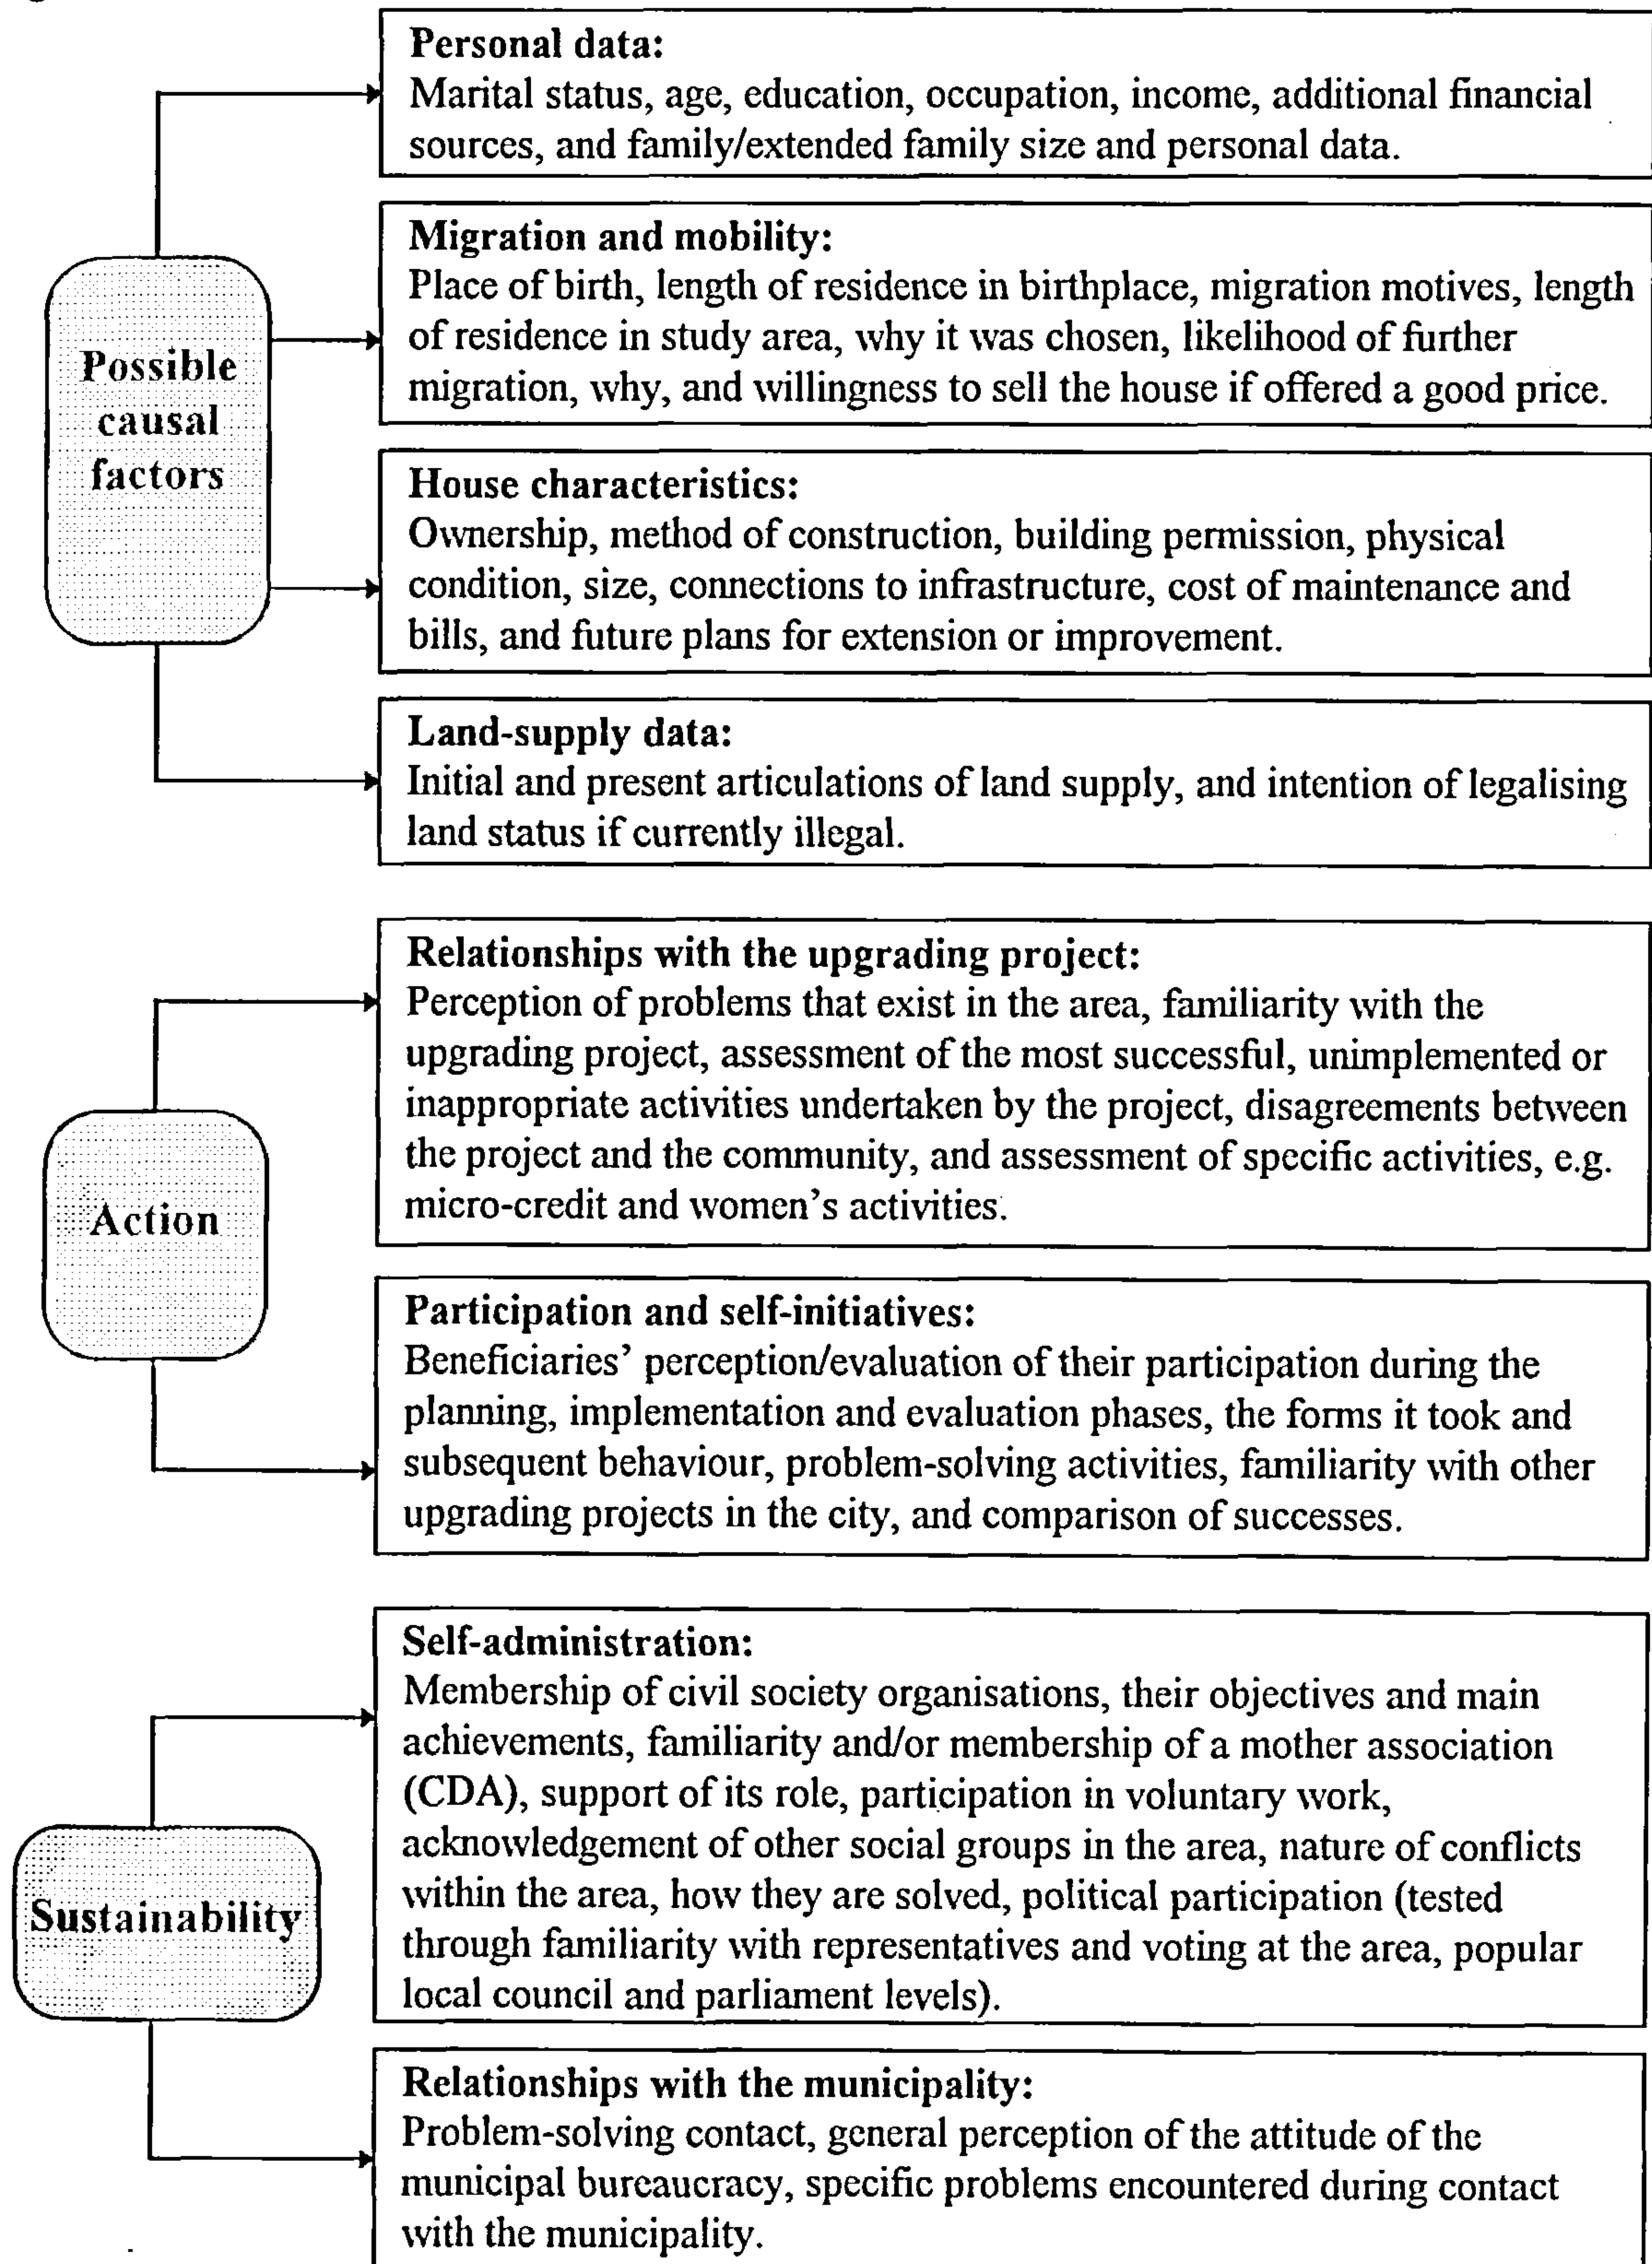 Personal data:
Marital status, age, education, occupation, income, additional financial
sources, and family/extended family size and personal data.
Migration and mobility:
Place of birth, length of residence in birthplace, migration motives, length
of residence in study area, why it was chosen, likelihood of further
migration, why, and willingness to sell the house if offered a good price.
Possible
causal
factors
House characteristics:
Ownership, method of construction, building permission, physical
condition, size, connections to infrastructure, cost of maintenance and
bills, and future plans for extension or improvement.
Land-supply data:
Initial and present articulations of land supply, and intention of legalising
land status if currently illegal.
Relationships with the upgrading project:
Perception of problems that exist in the area, familiarity with the
upgrading project, assessment of the most successful, unimplemented or
inappropriate activities undertaken by the project, disagreements between
the project and the community, and assessment of specific activities, e.g.
micro-credit and women's activities.
Action
Participation and self-initiatives:
Beneficiaries' perception/evaluation of their participation during the
planning, implementation and evaluation phases, the forms it took and
subsequent behaviour, problem-solving activities, familiarity with other
upgrading projects in the city, and comparison of successes.
Self-administration:
Membership of civil society organisations, their objectives and main
achievements, familiarity and/or membership of a mother association
(CDA), support of its role, participation in voluntary work,
acknowledgement of other social groups in the area, nature of conflicts
within the area, how they are solved, political participation (tested
through familiarity with representatives and voting at the area, popular
local council and parliament levels).
Sustainability
Relationships with the municipality:
Problem-solving contact, general perception of the attitude of the
municipal bureaucracy, specific problems encountered during contact
with the municipality.